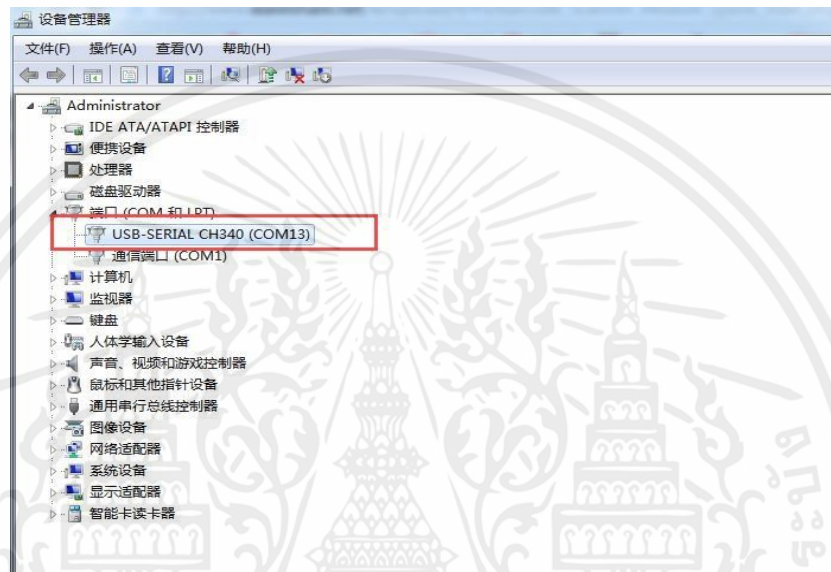 设备管理器
文件(F) 操作(A) 查看(V) 帮助(H)
Administrator
IDE ATA/ATAPI 控制器
便携设备
处理器
磁盘驱动器
端口 (COM 和 LPT)
USB-SERIAL CH340 (COM13)
通信端口 (COM1)
计算机
监视器
键盘
人体学输入设备
声音、视频和游戏控制器
鼠标和其他指针设备
通用串行总线控制器
图像设备
网络适配器
系统设备
显示适配器
智能卡读卡器